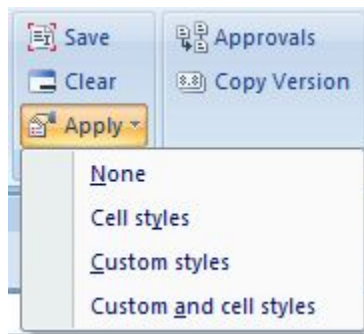 Save
Clear
Apply
Approvals
Copy Version
None
Cell styles
Custom styles
Custom and cell styles